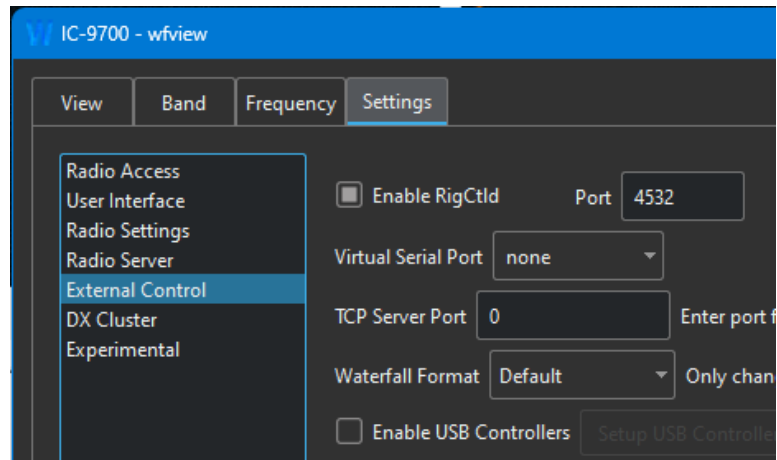 IC-9700 - wfview
View Band Frequency Settings
Radio Access
User Interface
Radio Settings
Radio Server
External Control
DX Cluster
Experimental
Enable RigCtld Port 4532
Virtual Serial Port none
TCP Server Port 0 Enter port f
Waterfall Format Default Only chan
Enable USB Controllers Setup USB Controller